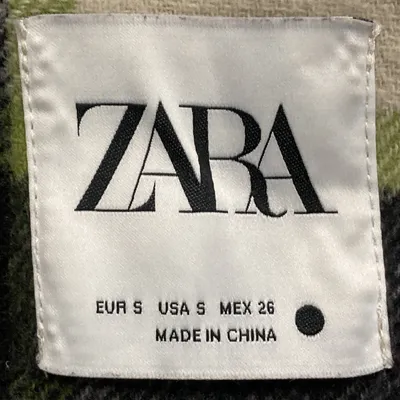 ZARA
EUR S USA S MEX 26
MADE IN CHINA